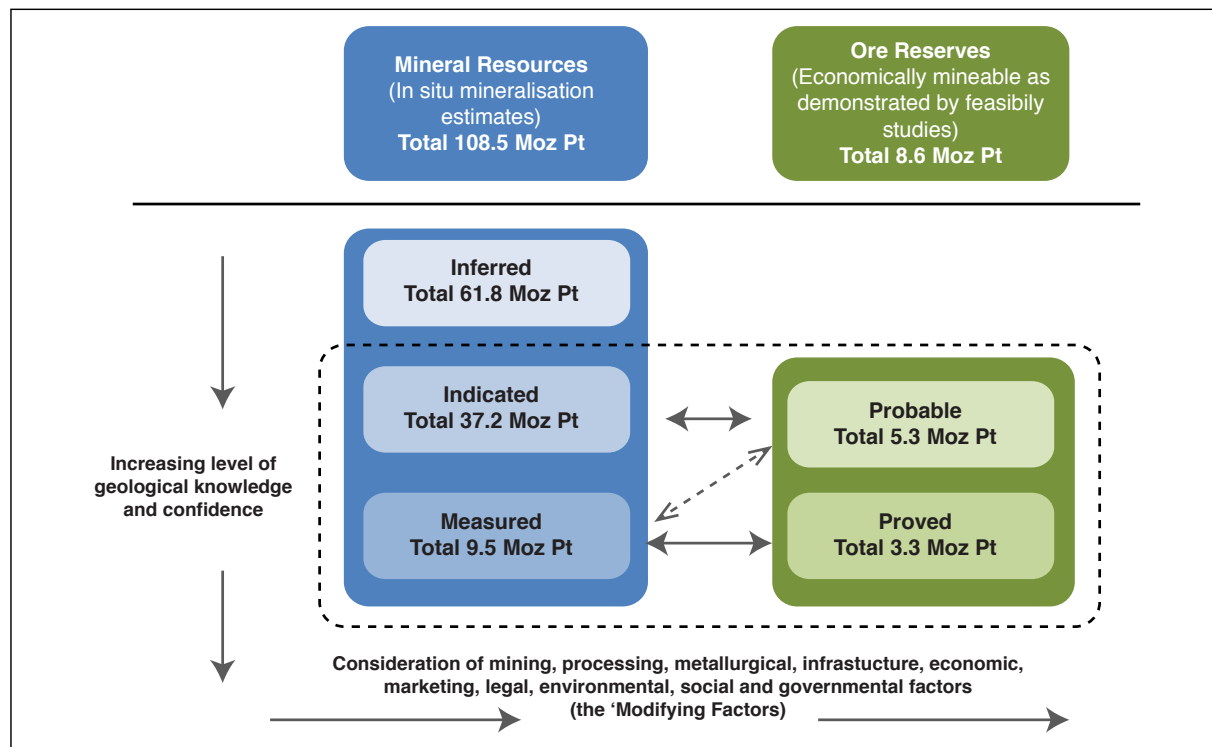 Mineral Resources
(In situ mineralisation
estimates)
Total 108.5 Moz Pt
Ore Reserves
(Economically mineable as
demonstrated by feasibily
studies)
Total 8.6 Moz Pt
Inferred
Total 61.8 Moz Pt
Indicated
Total 37.2 Moz Pt
Probable
Total 5.3 Moz Pt
Increasing level of
geological knowledge
and confidence
Measured
Total 9.5 Moz Pt
Proved
Total 3.3 Moz Pt
Consideration of mining, processing, metallurgical, infrastucture, economic,
marketing, legal, environmental, social and governmental factors
(the ‘Modifying Factors)